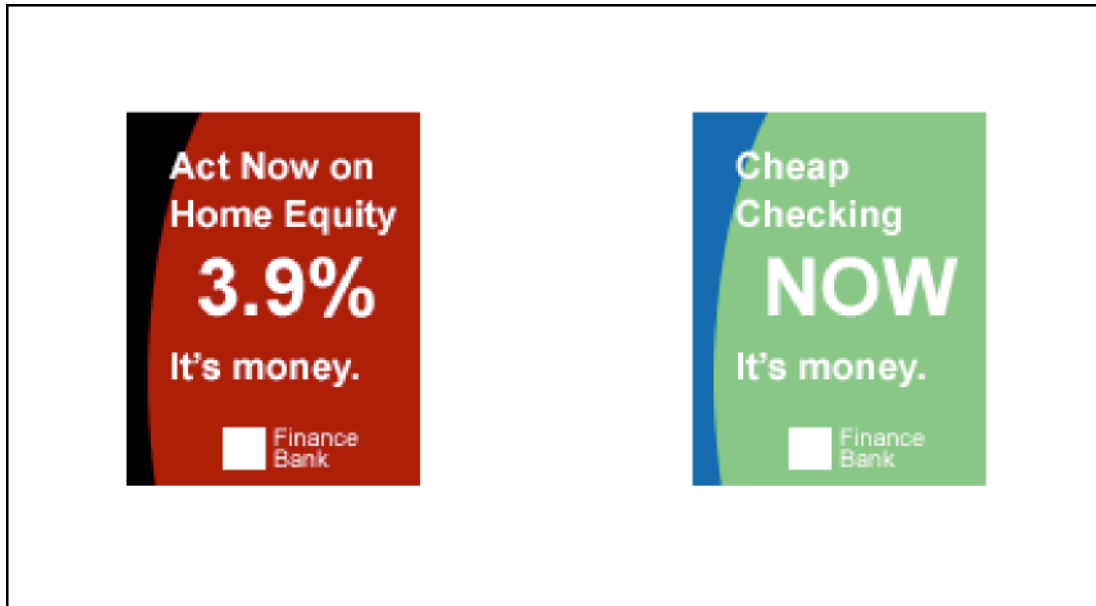 Act Now on
Home Equity
3.9%
It's money.
Finance
Bank
Cheap
Checking
NOW
It's money.
Finance
Bank